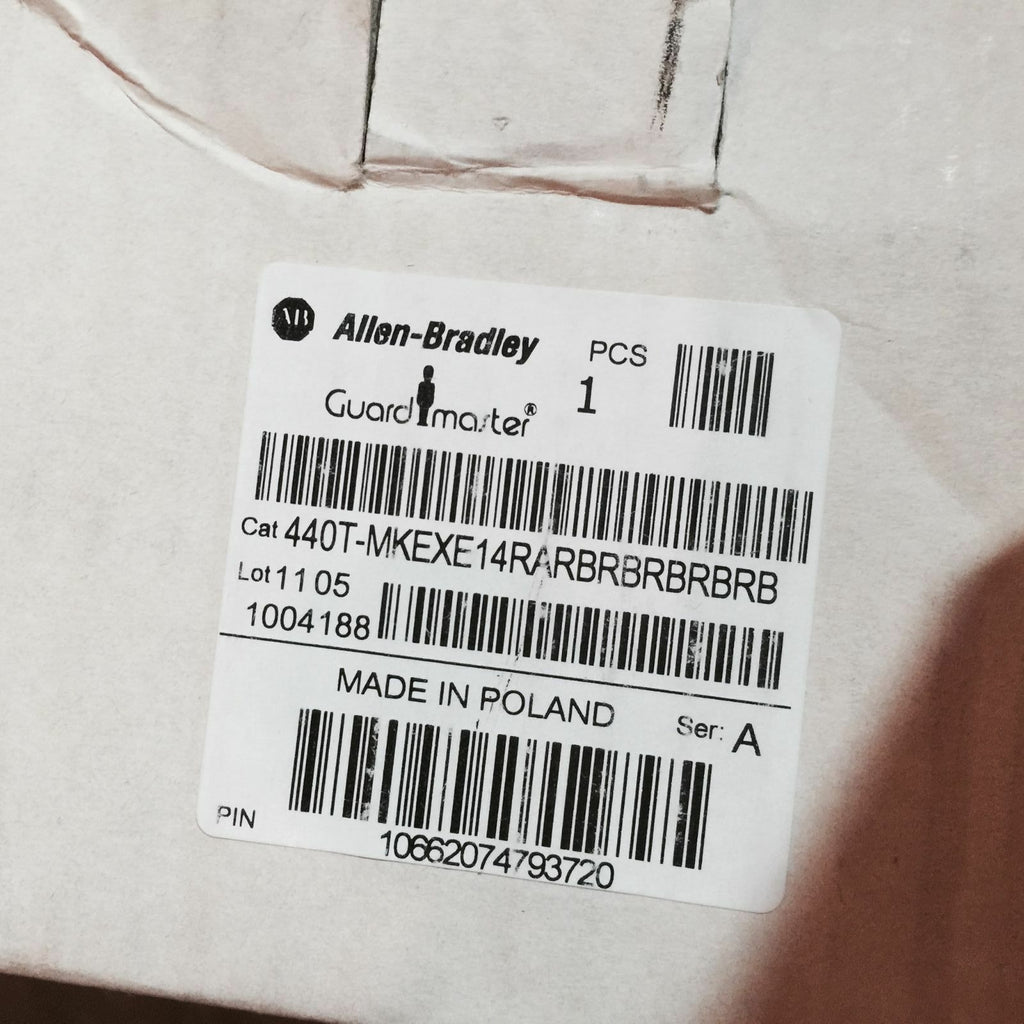 AB Allen-Bradley
Guardmaster®
PCS
1
Cat 440T-MKEXE14RARBRBRBRBRB
Lot 11 05
1004188
MADE IN POLAND
Ser: A
PIN
10662074793720